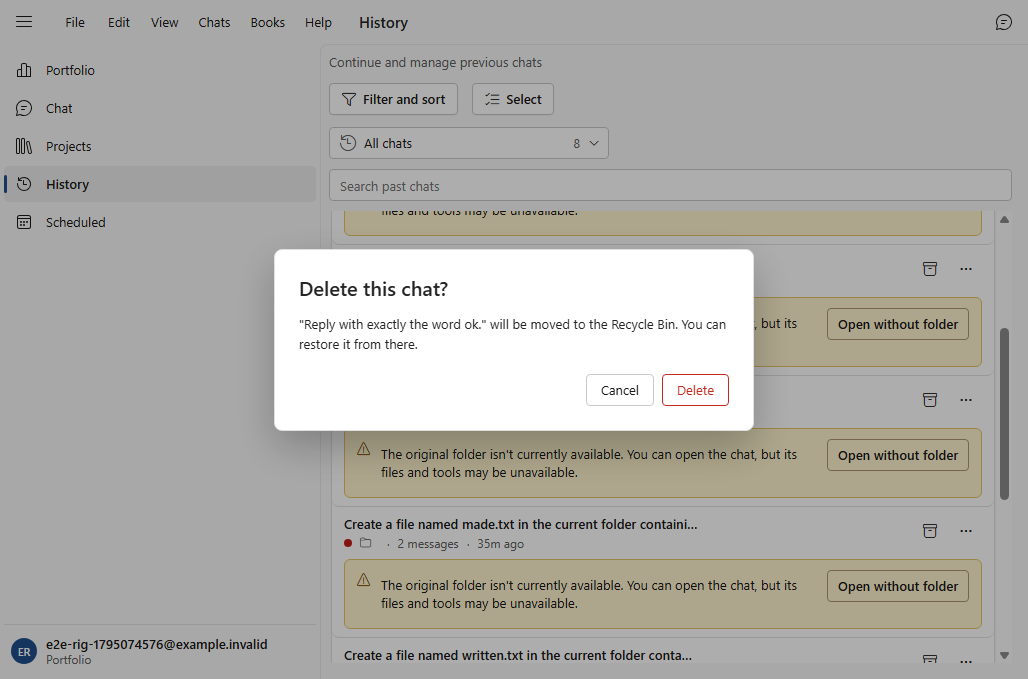 File Edit View Chats Books Help History
Portfolio
Chat
Projects
History
Scheduled
Continue and manage previous chats
Filter and sort Select
All chats 8
Search past chats
files and tools may be unavailable.
, but its
Open without folder
Delete this chat?
"Reply with exactly the word ok." will be moved to the Recycle Bin. You can
restore it from there.
Cancel Delete
The original folder isn't currently available. You can open the chat, but its
files and tools may be unavailable.
Open without folder
Create a file named made.txt in the current folder containi...
· 2 messages · 35m ago
The original folder isn't currently available. You can open the chat, but its
files and tools may be unavailable.
Open without folder
Create a file named written.txt in the current folder conta...
ER
e2e-rig-1795074576@example.invalid
Portfolio